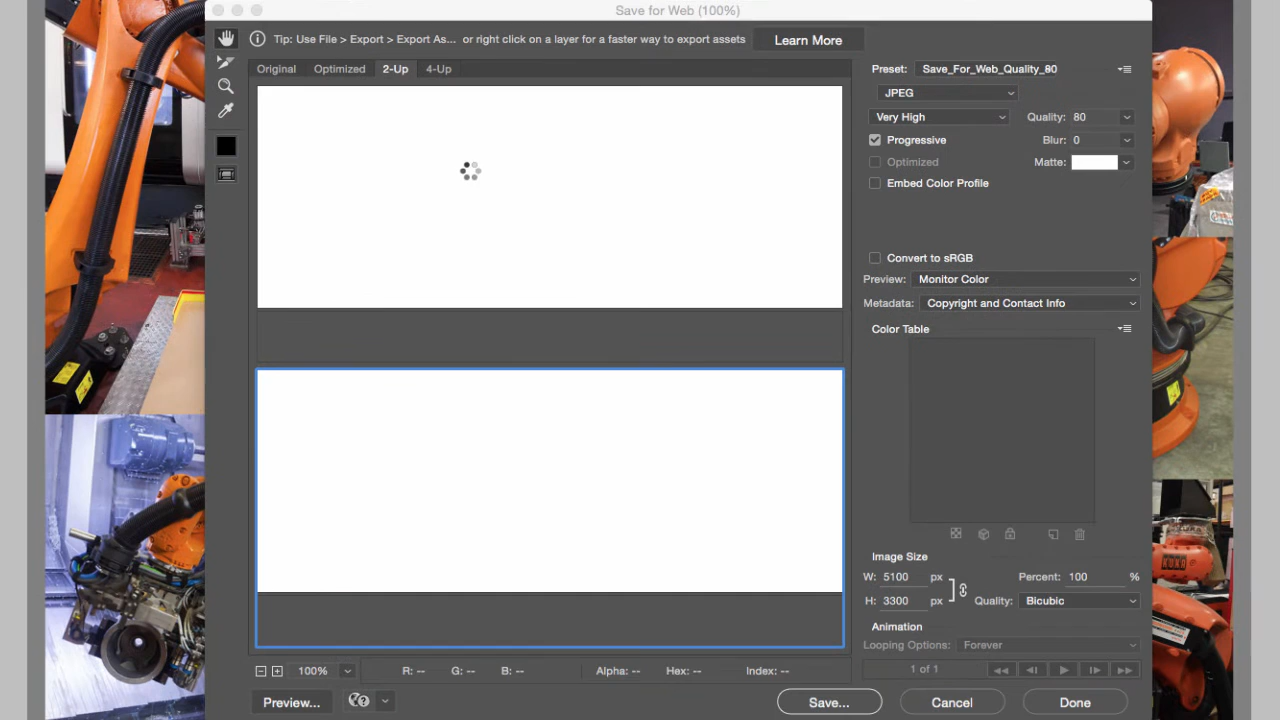 Save for Web (100%)
Tip: Use File > Export > Export As... or right click on a layer for a faster way to export assets
Learn More
Original Optimized 2-Up 4-Up
Preset: Save_For_Web_Quality_80
JPEG
Very High Quality: 80
Progressive Blur: 0
Optimized Matte:
Embed Color Profile
Convert to sRGB
Preview: Monitor Color
Metadata: Copyright and Contact Info
Color Table
Image Size
W: 5100 px Percent: 100 %
H: 3300 px Quality: Bicubic
Animation
Looping Options: Forever
1 of 1
100% R: -- G: -- B: -- Alpha: -- Hex: -- Index: --
Preview... Save... Cancel Done
KUKA